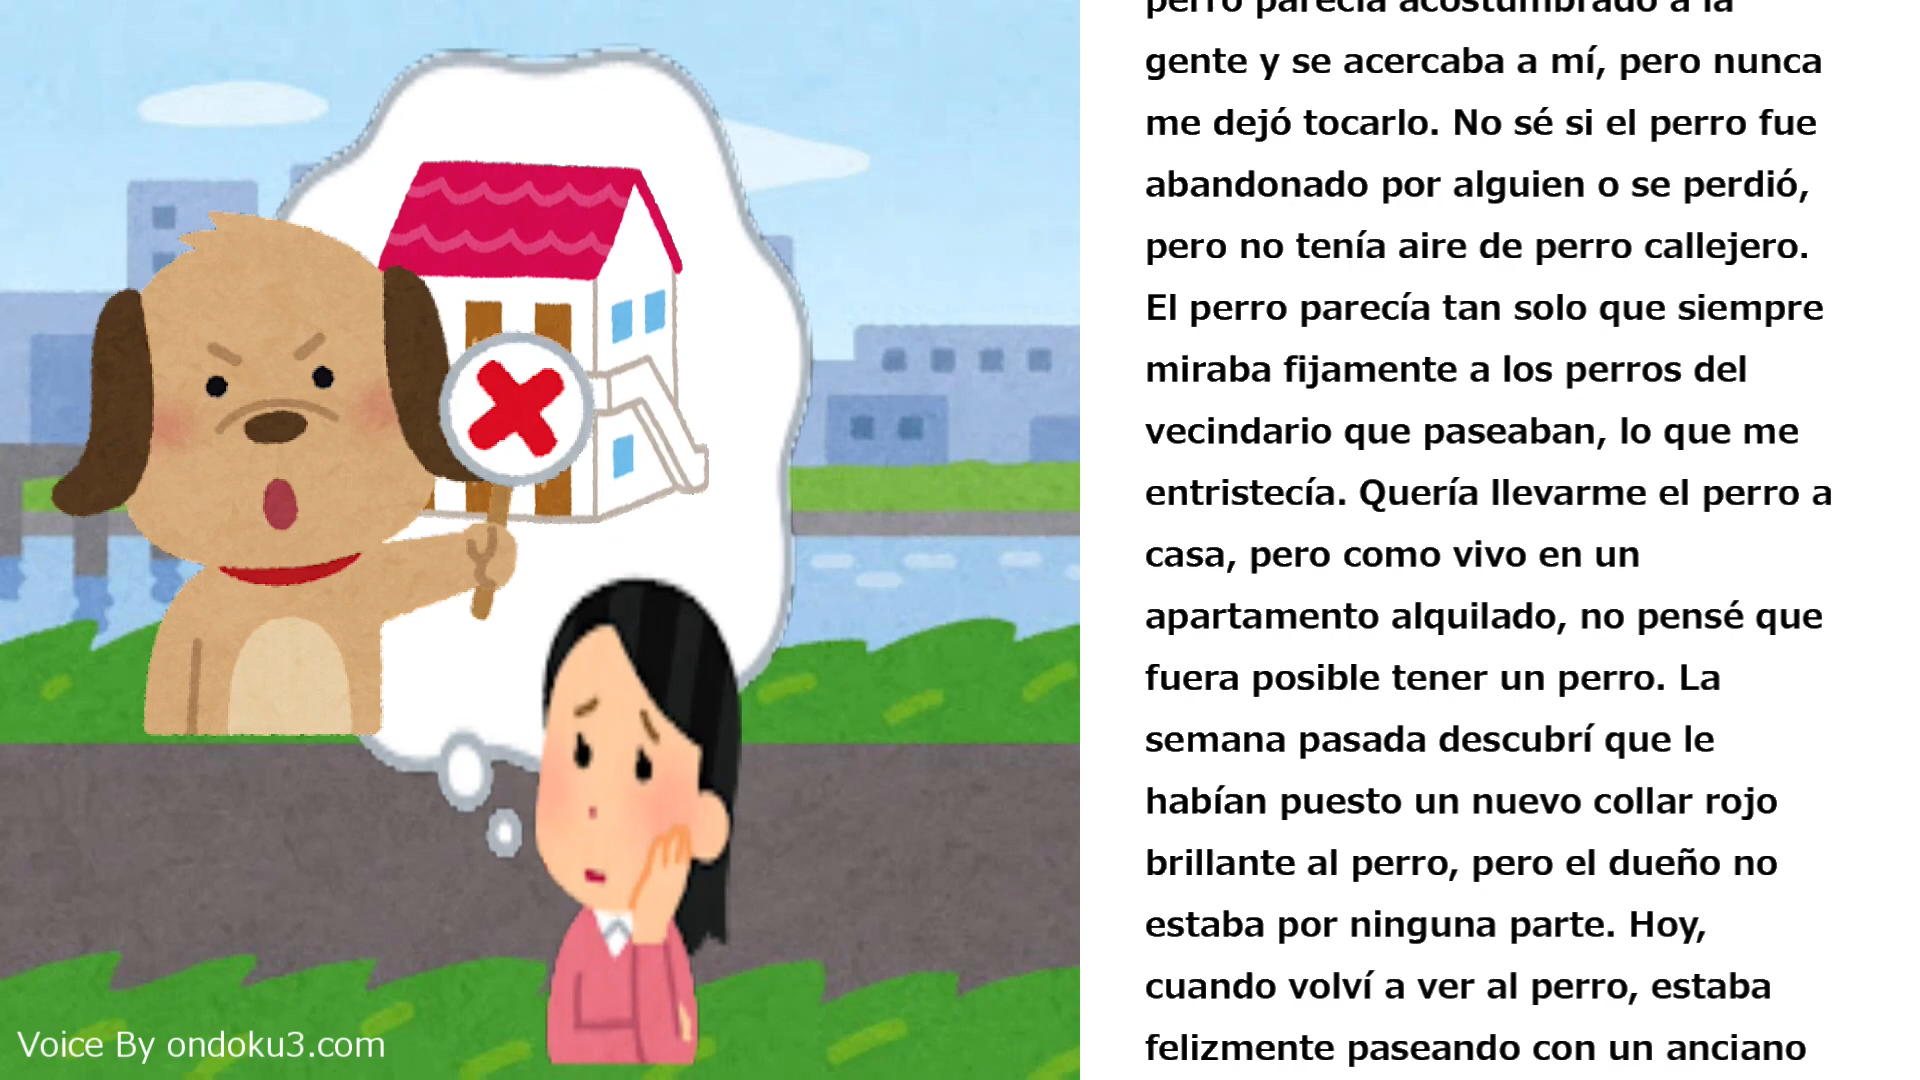 perro parecía acostumbrado a la
gente y se acercaba a mí, pero nunca
me dejó tocarlo. No sé si el perro fue
abandonado por alguien o se perdió,
pero no tenía aire de perro callejero.
El perro parecía tan solo que siempre
miraba fijamente a los perros del
vecindario que paseaban, lo que me
entristecía. Quería llevarme el perro a
casa, pero como vivo en un
apartamento alquilado, no pensé que
fuera posible tener un perro. La
semana pasada descubrí que le
habían puesto un nuevo collar rojo
brillante al perro, pero el dueño no
estaba por ninguna parte. Hoy,
cuando volví a ver al perro, estaba
felizmente paseando con un anciano
Voice By ondoku3.com